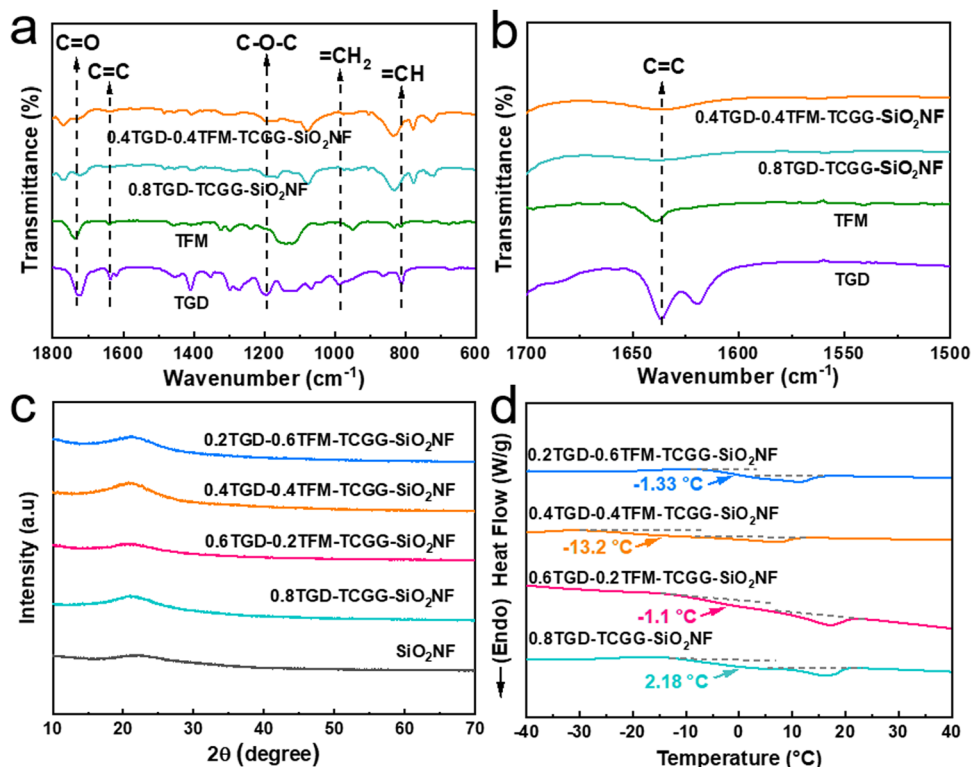 a
C=O
C=C
C-O-C
=CH₂
=CH
0.4TGD-0.4TFM-TCGG-SiO₂NF
0.8TGD-TCGG-SiO₂NF
TFM
TGD
Transmittance (%)
1800 1600 1400 1200 1000 800 600
Wavenumber (cm⁻¹)
b
C=C
0.4TGD-0.4TFM-TCGG-SiO₂NF
0.8TGD-TCGG-SiO₂NF
TFM
TGD
Transmittance (%)
1700 1650 1600 1550 1500
Wavenumber (cm⁻¹)
c
0.2TGD-0.6TFM-TCGG-SiO₂NF
0.4TGD-0.4TFM-TCGG-SiO₂NF
0.6TGD-0.2TFM-TCGG-SiO₂NF
0.8TGD-TCGG-SiO₂NF
SiO₂NF
Intensity (a.u)
10 20 30 40 50 60 70
2θ (degree)
d
0.2TGD-0.6TFM-TCGG-SiO₂NF
-1.33 °C
0.4TGD-0.4TFM-TCGG-SiO₂NF
-13.2 °C
0.6TGD-0.2TFM-TCGG-SiO₂NF
-1.1 °C
0.8TGD-TCGG-SiO₂NF
2.18 °C
(Endo) Heat Flow (W/g)
-40 -30 -20 -10 0 10 20 30 40
Temperature (°C)